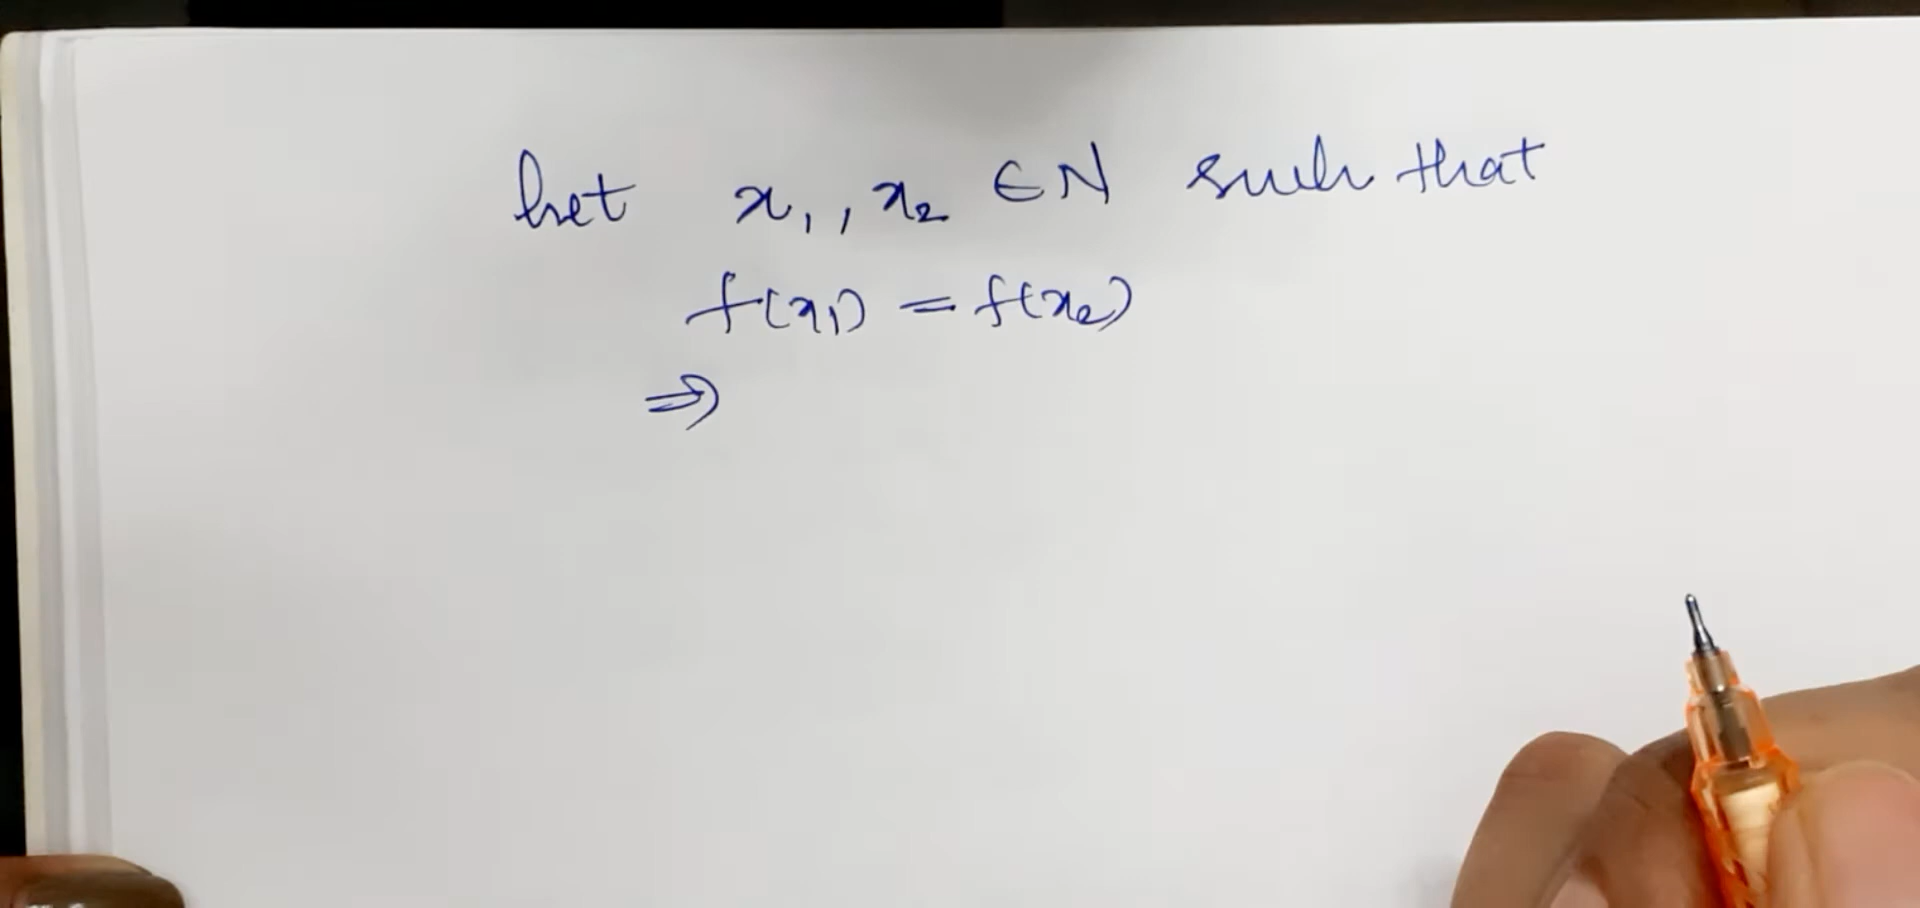 Let x₁, x₂ ∈ N such that
f(x₁) = f(x₂)
⇒